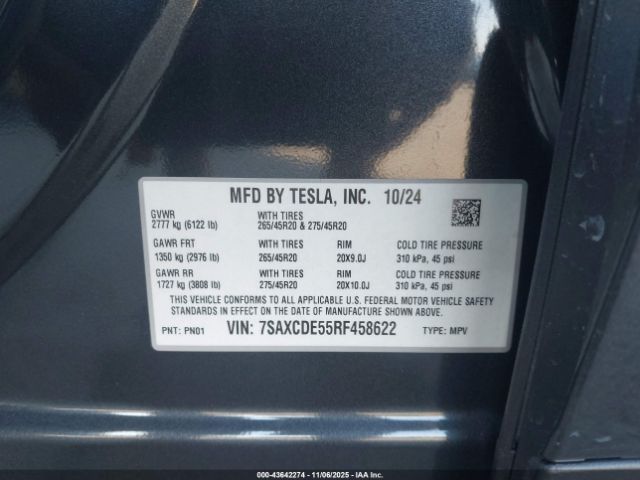 MFD BY TESLA, INC. 10/24
GVWR WITH TIRES
2777 kg (6122 lb) 265/45R20 & 275/45R20
GAWR FRT WITH TIRES RIM COLD TIRE PRESSURE
1350 kg (2976 lb) 265/45R20 20X9.0J 310 kPa, 45 psi
GAWR RR WITH TIRES RIM COLD TIRE PRESSURE
1727 kg (3808 lb) 275/45R20 20X10.0J 310 kPa, 45 psi
THIS VEHICLE CONFORMS TO ALL APPLICABLE U.S. FEDERAL MOTOR VEHICLE SAFETY
STANDARDS IN EFFECT ON THE DATE OF MANUFACTURE SHOWN ABOVE.
PNT: PN01 VIN: 7SAXCDE55RF458622 TYPE: MPV
000-43642274 - 11/06/2025 - IAA Inc.